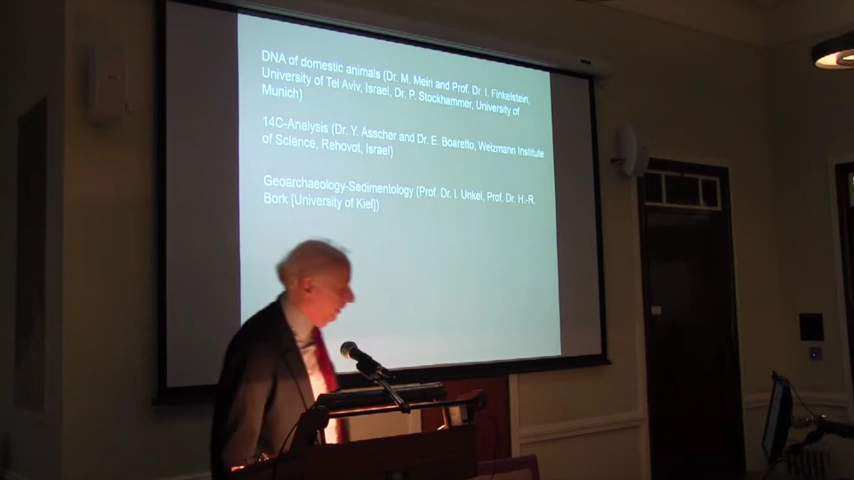 DNA of domestic animals (Dr. M. Mein and Prof. Dr. I. Finkelstein,
University of Tel Aviv, Israel, Dr. P. Stockhammer, University of
Munich)
14C-Analysis (Dr. Y. Asscher and Dr. E. Boaretto, Weizmann Institute
of Science, Rehovot, Israel)
Geoarchaeology-Sedimentology (Prof. Dr. I. Unkel, Prof. Dr. H.-R.
Bork [University of Kiel])